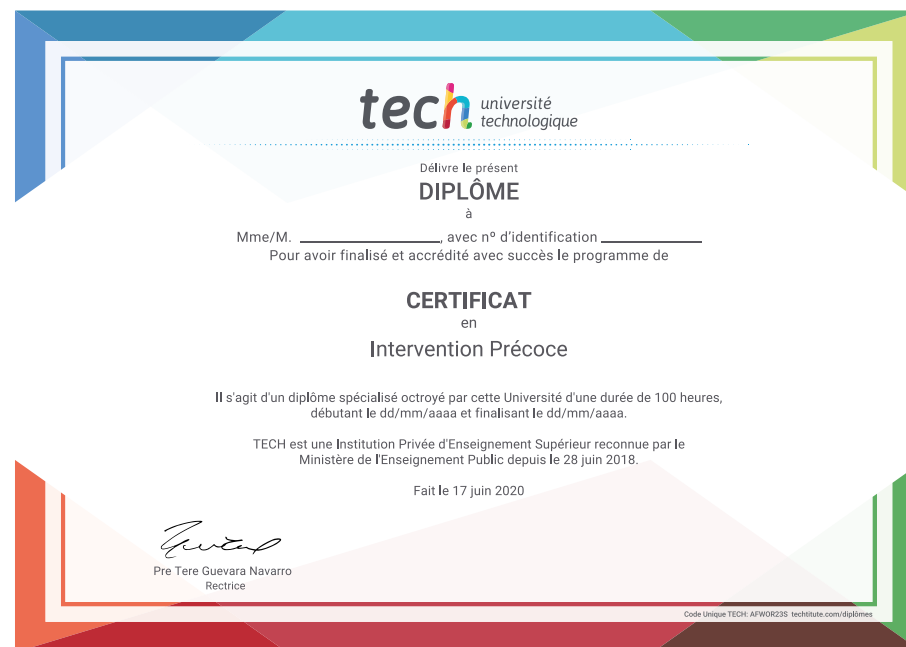 tech université
technologique
Délivre le présent
DIPLÔME
à
Mme/M. ____________, avec nº d'identification ____________
Pour avoir finalisé et accrédité avec succès le programme de
CERTIFICAT
en
Intervention Précoce
Il s'agit d'un diplôme spécialisé octroyé par cette Université d'une durée de 100 heures,
débutant le dd/mm/aaaa et finalisant le dd/mm/aaaa.
TECH est une Institution Privée d'Enseignement Supérieur reconnue par le
Ministère de l'Enseignement Public depuis le 28 juin 2018.
Fait le 17 juin 2020
Pre Tere Guevara Navarro
Rectrice
Code Unique TECH: AFWOR23S techtitute.com/diplômes